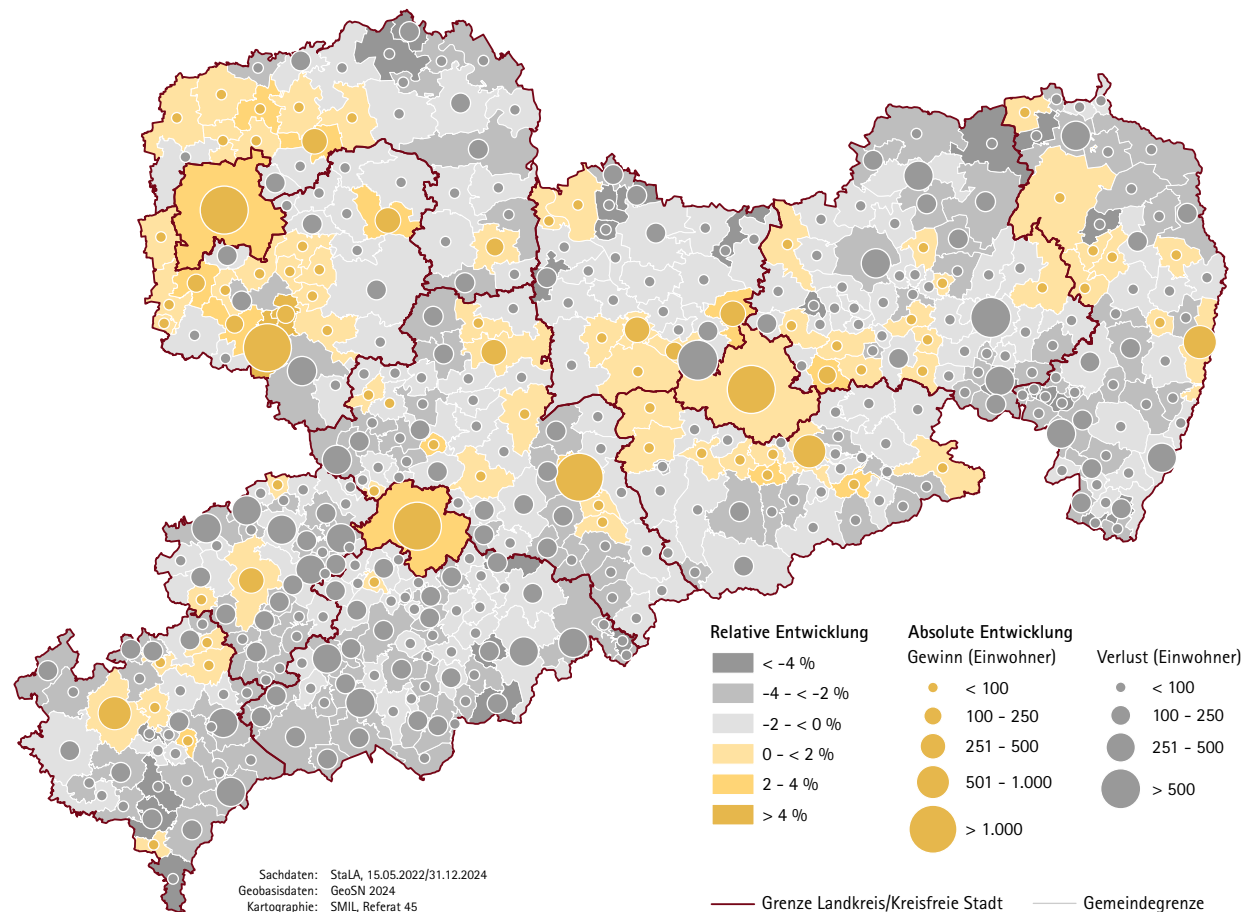 Relative Entwicklung
< -4 %
-4 - < -2 %
-2 - <0 %
0 - <2 %
2 - 4 %
> 4 %
Absolute Entwicklung
Gewinn (Einwohner)
< 100
100 - 250
251 - 500
501 - 1.000
> 1.000
Verlust (Einwohner)
< 100
100 - 250
251 - 500
> 500
Sachdaten: StaLA, 15.05.2022/31.12.2024
Geobasisdaten: GeoSN 2024
Kartographie: SMIL, Referat 45
Grenze Landkreis/Kreisfreie Stadt
Gemeindegrenze